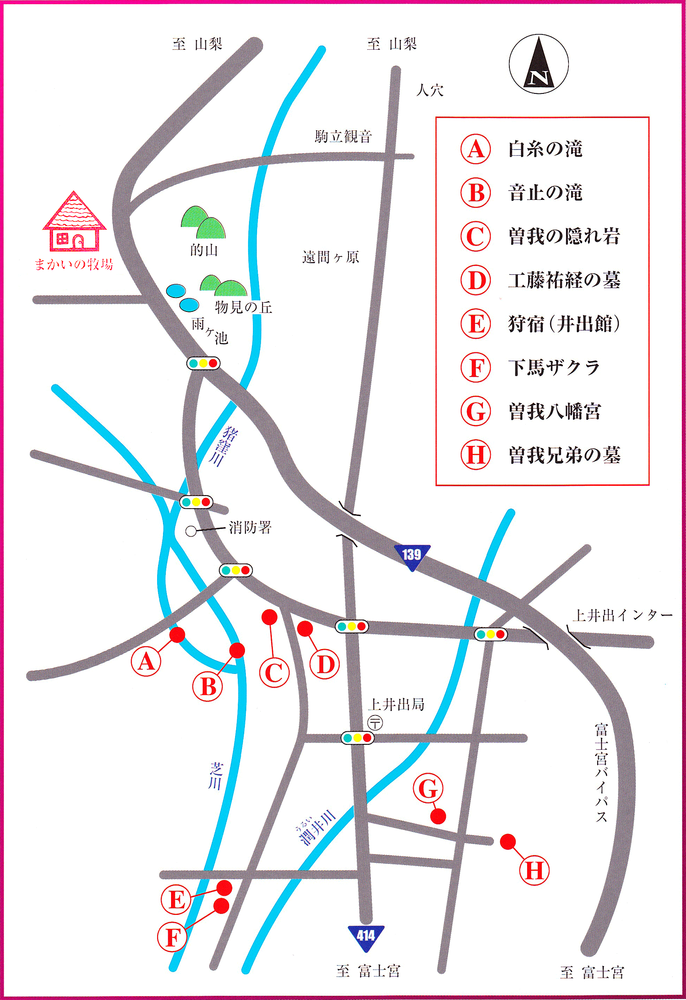 至 山梨
至 山梨
N
人穴
駒立観音
A 白糸の滝
B 音止の滝
C 曽我の隠れ岩
D 工藤祐経の墓
E 狩宿（井出館）
F 下馬ザクラ
G 曽我八幡宮
H 曽我兄弟の墓
まかいの牧場
的山
遠間ヶ原
物見の丘
雨ヶ池
猪窪川
消防署
139
上井出インター
A
B
C
D
上井出局
〒
富士宮バイパス
芝川
うるい
潤井川
G
H
E
F
414
至 富士宮
至 富士宮